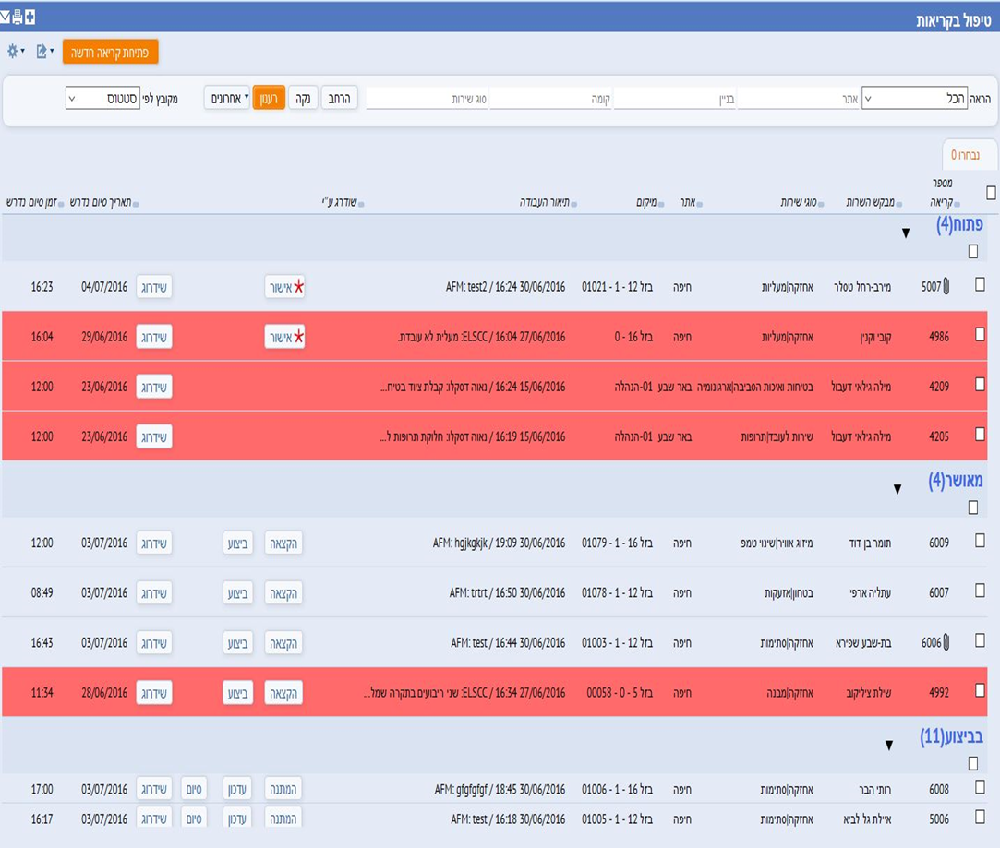 טיפול בקריאות
פתיחת קריאה חדשה
הראה הכל אתר בניין קומה סוג שירות הרחב נקה רענון אחרונים מקובץ לפי סטטוס
נבחרו 0
מספר קריאה מבקש השרות סוגי שירות אתר מיקום תיאור העבודה שודרג ע"י תאריך סיום נדרש זמן סיום נדרש
פתוח(4)
5007 מירב-רחל טסלר אחזקה|מעליות חיפה בזל 12 - 1 - 01021 AFM: test2 / 16:24 30/06/2016 אישור שידרוג 04/07/2016 16:23
4986 קובי וקנין אחזקה|מעליות חיפה בזל 16 - 0 ELSCC / 16:04 27/06/2016: מעלית לא עובדת. אישור שידרוג 29/06/2016 16:04
4209 מילה גילאי דעבול בטיחות ואיכות הסביבה|ארגונומיה באר שבע 01-הנהלה 16:24 15/06/2016 / נאוה דסקלו: קבלת ציוד בטיח... שידרוג 23/06/2016 12:00
4205 מילה גילאי דעבול שירות לעובד|תרופות באר שבע 01-הנהלה 16:19 15/06/2016 / נאוה דסקלו: חלוקת תרופות ל... שידרוג 23/06/2016 12:00
מאושר(4)
6009 תומר בן דוד מיזוג אוויר|שינוי טמפ חיפה בזל 16 - 1 - 01079 AFM: hgjkgkjk / 19:09 30/06/2016 הקצאה ביצוע שידרוג 03/07/2016 12:00
6007 עתליה ארפי בטחון|אזעקות חיפה בזל 12 - 1 - 01078 AFM: trtrt / 16:50 30/06/2016 הקצאה ביצוע שידרוג 03/07/2016 08:49
6006 בת-שבע שפירא אחזקה|סתימות חיפה בזל 12 - 1 - 01003 AFM: test / 16:44 30/06/2016 הקצאה ביצוע שידרוג 03/07/2016 16:43
4992 שילת ציליקוב אחזקה|מבנה חיפה בזל 5 - 0 - 00058 ELSCC / 16:34 27/06/2016: שני ריבועים בתקרה שמל... הקצאה ביצוע שידרוג 28/06/2016 11:34
בביצוע(11)
6008 רותי הבר אחזקה|סתימות חיפה בזל 16 - 1 - 01006 AFM: gfgfgfgf / 18:45 30/06/2016 המתנה עדכון סיום שידרוג 03/07/2016 17:00
5006 איילת גל לביא אחזקה|סתימות חיפה בזל 12 - 1 - 01005 AFM: test / 16:18 30/06/2016 המתנה עדכון סיום שידרוג 03/07/2016 16:17